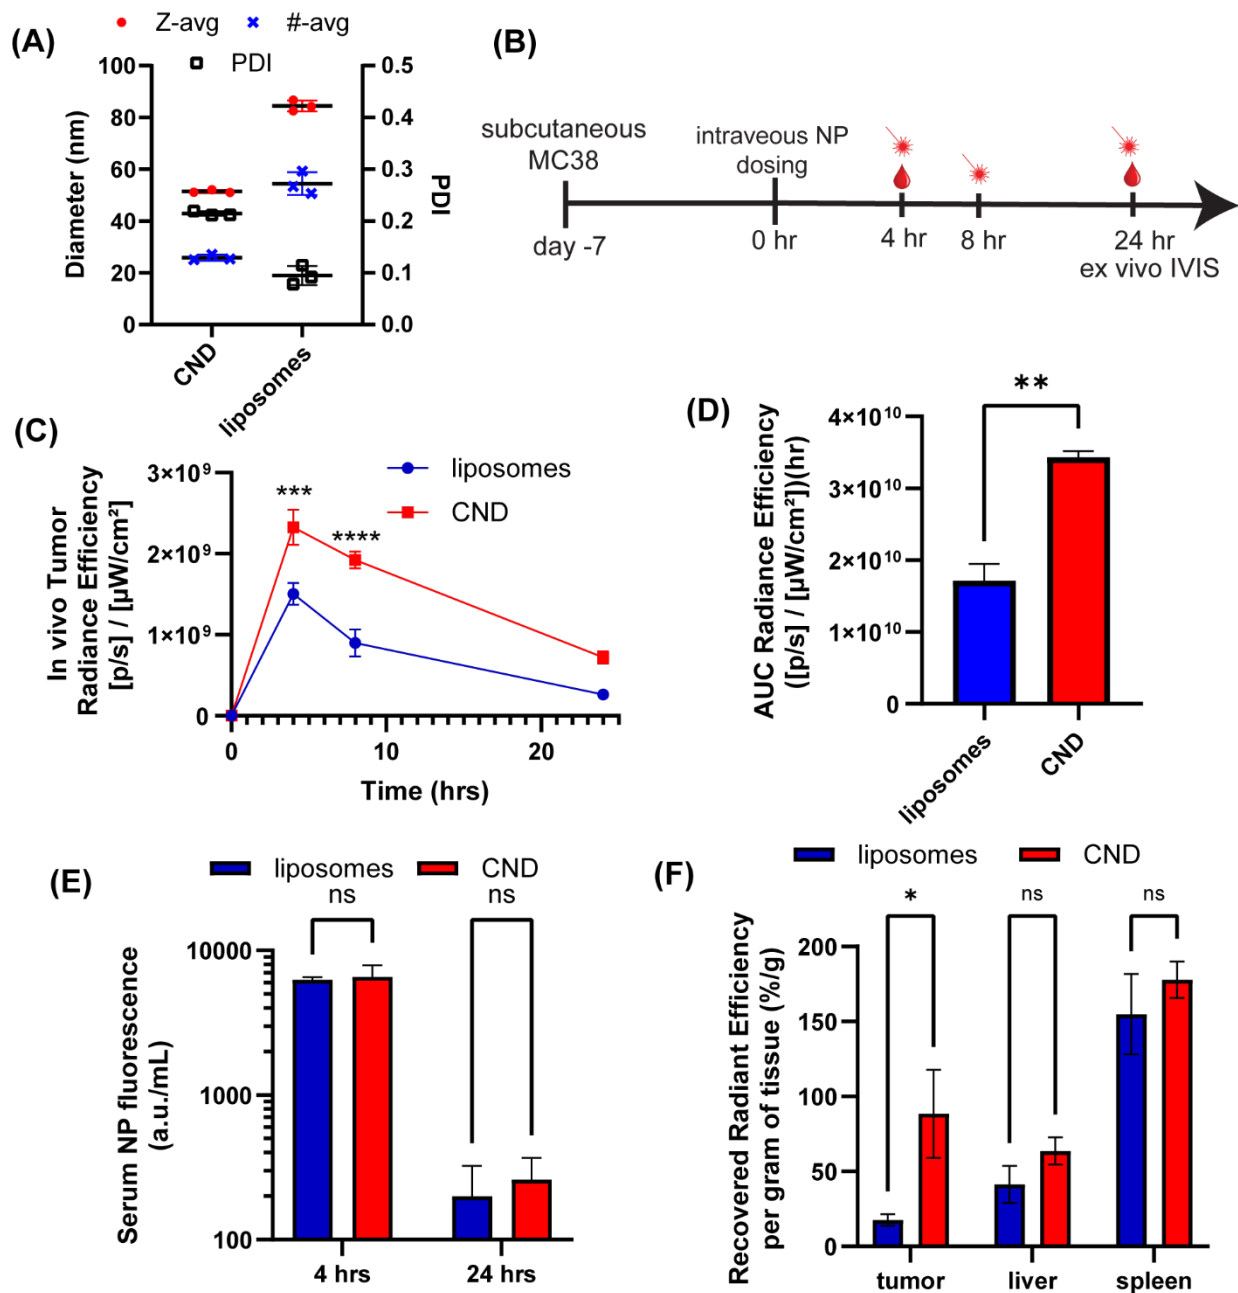 (A)
Z-avg #-avg
PDI
Diameter (nm)
100
80
60
40
20
0
0.5
0.4
0.3
0.2
0.1
0.0
PDI
CND
liposomes
(B)
subcutaneous
MC38
intraveous NP
dosing
day -7
0 hr
4 hr
8 hr
24 hr
ex vivo IVIS
(C)
In vivo Tumor
Radiance Efficiency
[p/s] / [µW/cm²]
3×10⁹
2×10⁹
1×10⁹
0
liposomes
CND
***
****
0 10 20
Time (hrs)
(D)
AUC Radiance Efficiency
([p/s] / [µW/cm²])(hr)
4×10¹⁰
3×10¹⁰
2×10¹⁰
1×10¹⁰
0
**
liposomes
CND
(E)
liposomes CND
ns ns
Serum NP fluorescence
(a.u./mL)
10000
1000
100
4 hrs 24 hrs
(F)
liposomes CND
* ns ns
Recovered Radiant Efficiency
per gram of tissue (%/g)
200
150
100
50
0
tumor liver spleen